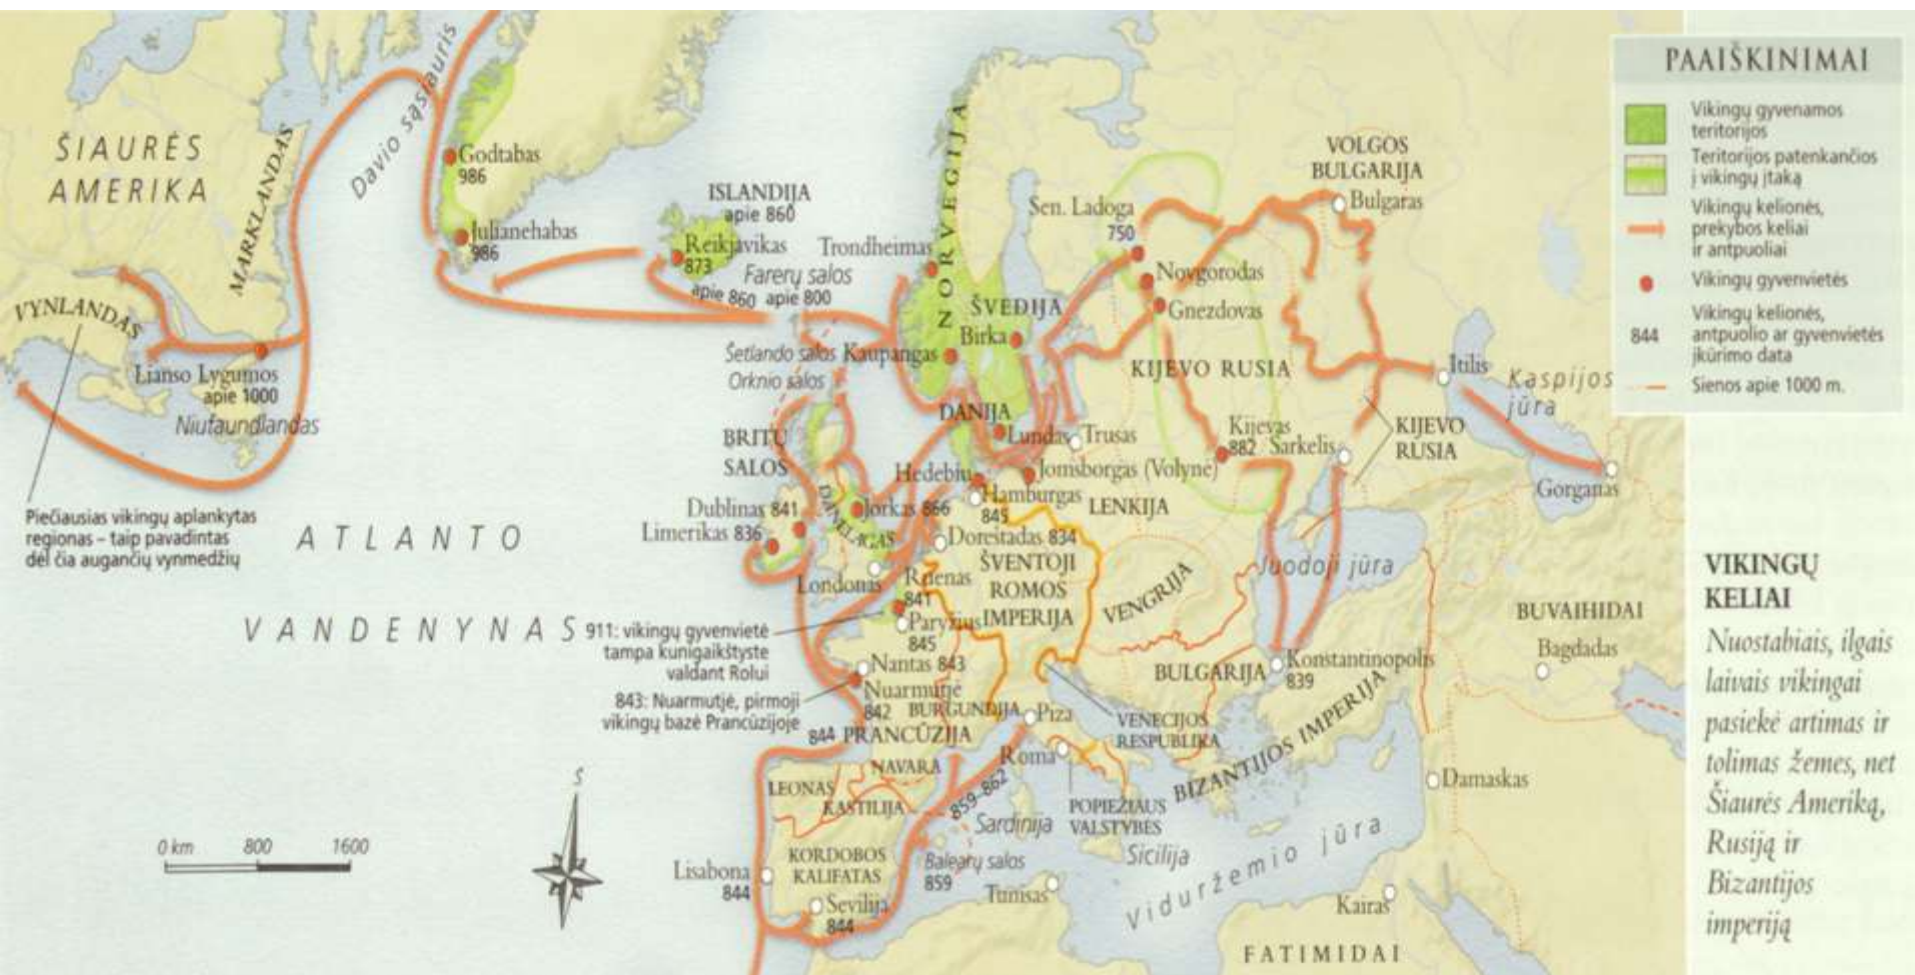 PAAIŠKINIMAI
Vikingų gyvenamos
teritorijos
Teritorijos patenkančios
į vikingų įtaką
Vikingų kelionės,
prekybos keliai
ir antpuoliai
Vikingų gyvenvietės
844
Vikingų kelionės,
antpuolio ar gyvenvietės
įkūrimo data
Sienos apie 1000 m.
ŠIAURĖS
AMERIKA
MARKLANDAS
Davio sąsiauris
Godtabas
986
Julianehabas
986
ISLANDIJA
apie 860
Reikjavikas
873
Farerų salos
apie 860
apie 800
Trondheimas
NORVEGIJA
ŠVEDIJA
Birka
Kaupangas
Šetlando salos
Orknio salos
Sen. Ladoga
750
Novgorodas
Gnezdovas
VOLGOS
BULGARIJA
Bulgaras
KIJEVO RUSIA
Itilis
Kaspijos
jūra
VYNLANDAS
Lianso Lygumos
apie 1000
Niufaundlandas
Piečiausias vikingų aplankytas
regionas – taip pavadintas
dėl čia augančių vynmedžių
ATLANTO
VANDENYNAS
BRITŲ
SALOS
DANIJA
Lundas
Trusas
Kijevas
882
Sarkelis
KIJEVO
RUSIA
Gorganas
Hedebiu
Jomsborgas (Volynė)
Hamburgas
845
LENKIJA
Dublinas 841
Limerikas 836
DINELAGAS
Jorkas 866
Dorestadas 834
Londonas
ŠVENTOJI
ROMOS
IMPERIJA
VENGRIJA
Juodoji jūra
Ruenas
841
Paryžius
845
911: vikingų gyvenvietė
tampa kunigaikštyste
valdant Rolui
Nantas 843
843: Nuarmutjė, pirmoji
vikingų bazė Prancūzijoje
Nuarmutjė
842
BURGUNDIJA
Piza
844 PRANCŪZIJA
BULGARIJA
Konstantinopolis
839
VENECIJOS
RESPUBLIKA
BIZANTIJOS IMPERIJA
BUVAIHIDAI
Bagdadas
Damaskas
Roma
NAVARA
LEONAS
KASTILIJA
859-862
Sardinija
POPIEŽIAUS
VALSTYBĖS
Sicilija
Viduržemio jūra
KORDOBOS
KALIFATAS
Balearų salos
859
Lisabona
844
Sevilija
844
Tunisas
Kairas
FATIMIDAI
Š
0 km 800 1600
VIKINGŲ
KELIAI
Nuostabiais, ilgais
laivais vikingai
pasiekė artimas ir
tolimas žemes, net
Šiaurės Ameriką,
Rusiją ir
Bizantijos
imperiją